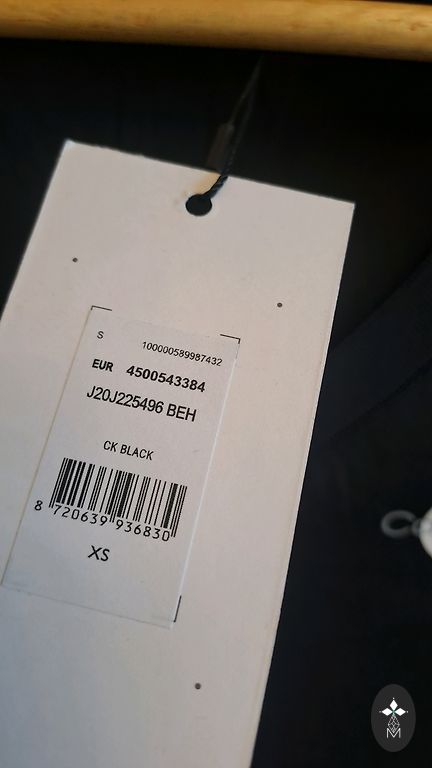 S 100000589987432
EUR 4500543384
J20J225496 BEH
CK BLACK
8 720639 936830
XS
M